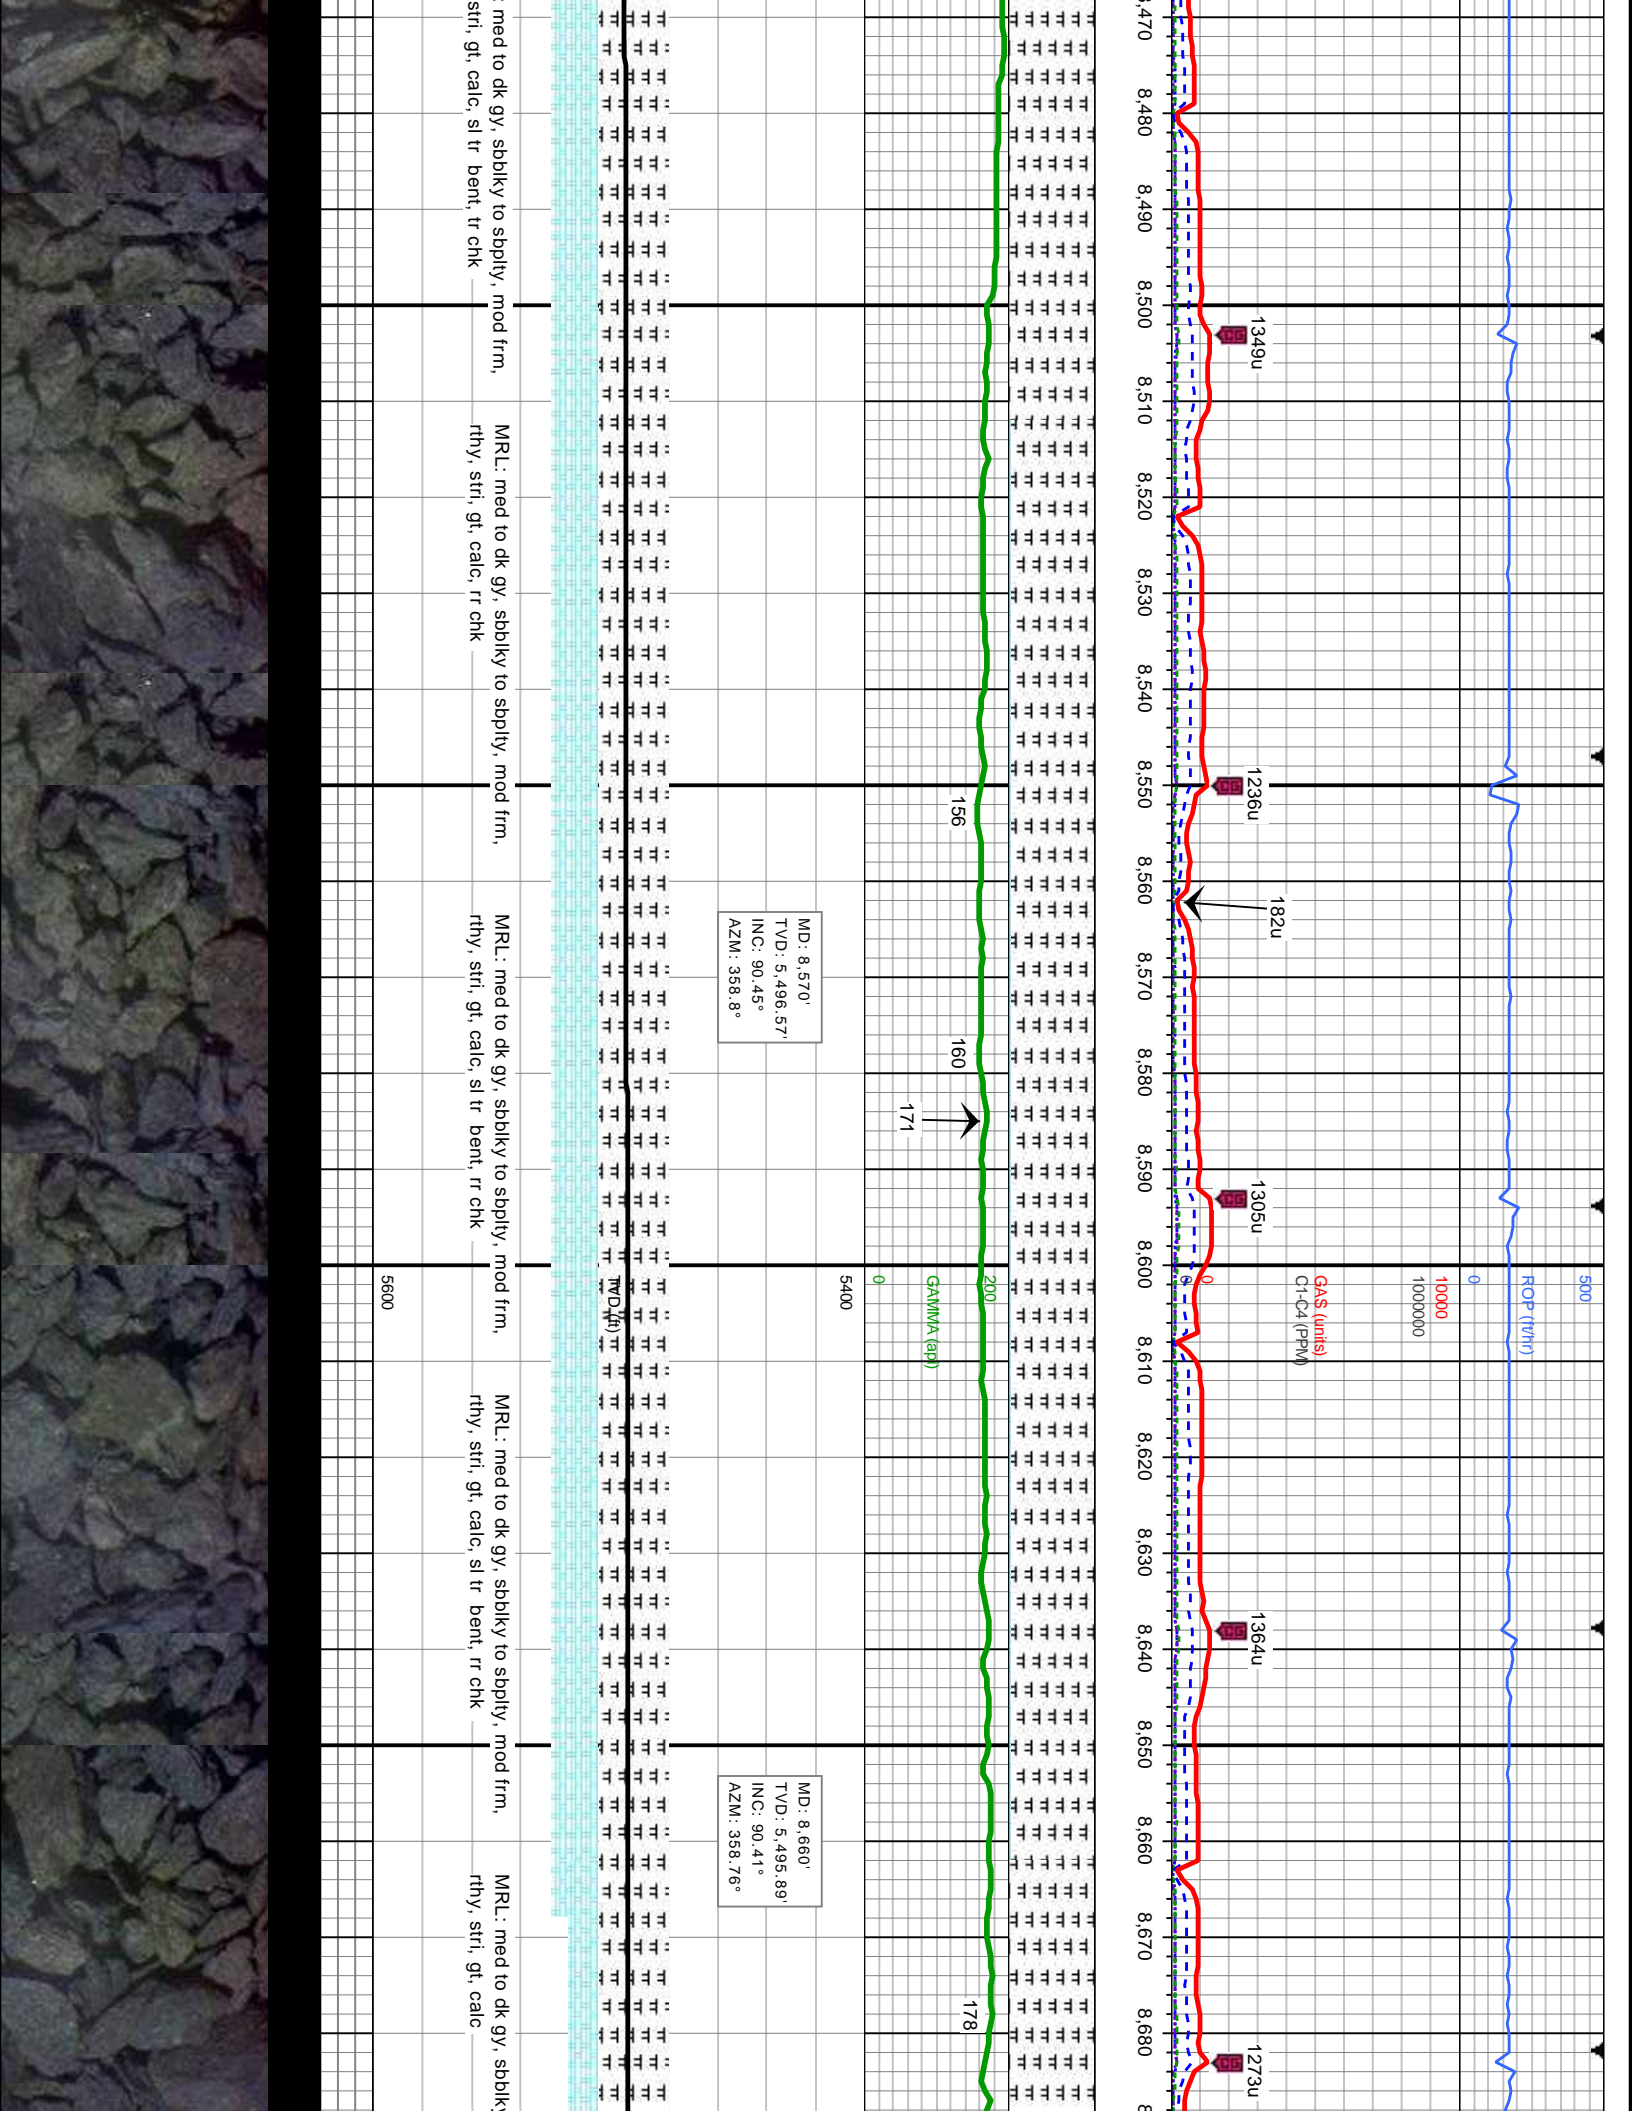 500
ROP (ft/hr)
0
10000
1000000
GAS (units)
C1-C4 (PPM)
0
0
1349u
1236u
182u
1305u
1364u
1273u
8,470
8,480
8,490
8,500
8,510
8,520
8,530
8,540
8,550
8,560
8,570
8,580
8,590
8,600
8,610
8,620
8,630
8,640
8,650
8,660
8,670
8,680
200
GAMMA (api)
0
156
160
171
178
5400
TVD (ft)
5600
MD: 8,570'
TVD: 5,496.57'
INC: 90.45°
AZM: 358.8°
MD: 8,660'
TVD: 5,495.89'
INC: 90.41°
AZM: 358.76°
: med to dk gy, sbblky to sbplty, mod frm,
stri, gt, calc, sl tr bent, tr chk
MRL: med to dk gy, sbblky to sbplty, mod frm,
rthy, stri, gt, calc, rr chk
MRL: med to dk gy, sbblky to sbplty, mod frm,
rthy, stri, gt, calc, sl tr bent, rr chk
MRL: med to dk gy, sbblky to sbplty, mod frm,
rthy, stri, gt, calc, sl tr bent, rr chk
MRL: med to dk gy, sbblky
rthy, stri, gt, calc